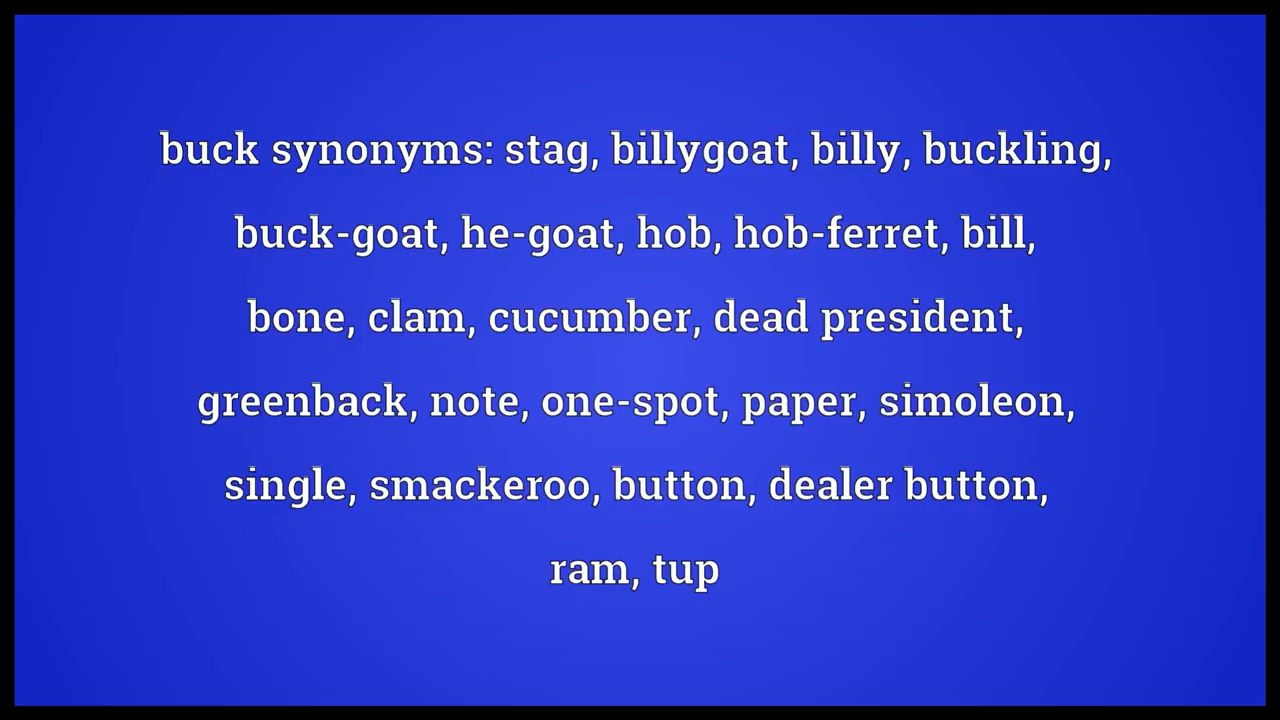 buck synonyms: stag, billygoat, billy, buckling,
buck-goat, he-goat, hob, hob-ferret, bill,
bone, clam, cucumber, dead president,
greenback, note, one-spot, paper, simoleon,
single, smackeroo, button, dealer button,
ram, tup